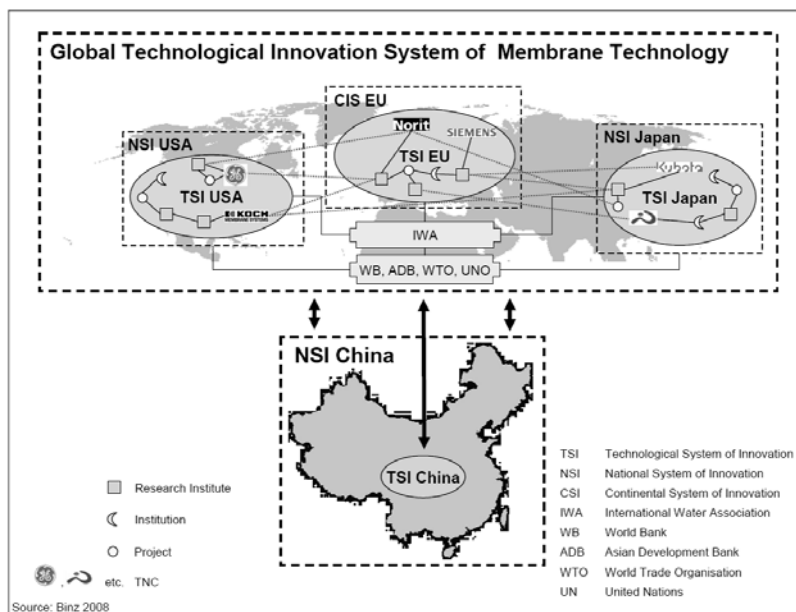 Global Technological Innovation System of Membrane Technology
CIS EU
NSI USA
NSI Japan
Norit
SIEMENS
Kubota
TSI EU
TSI USA
TSI Japan
KOCH
MEMBRANE SYSTEMS
IWA
WB, ADB, WTO, UNO
NSI China
TSI China
Research Institute
Institution
Project
, etc. TNC
TSI Technological System of Innovation
NSI National System of Innovation
CSI Continental System of Innovation
IWA International Water Association
WB World Bank
ADB Asian Development Bank
WTO World Trade Organisation
UN United Nations
Source: Binz 2008